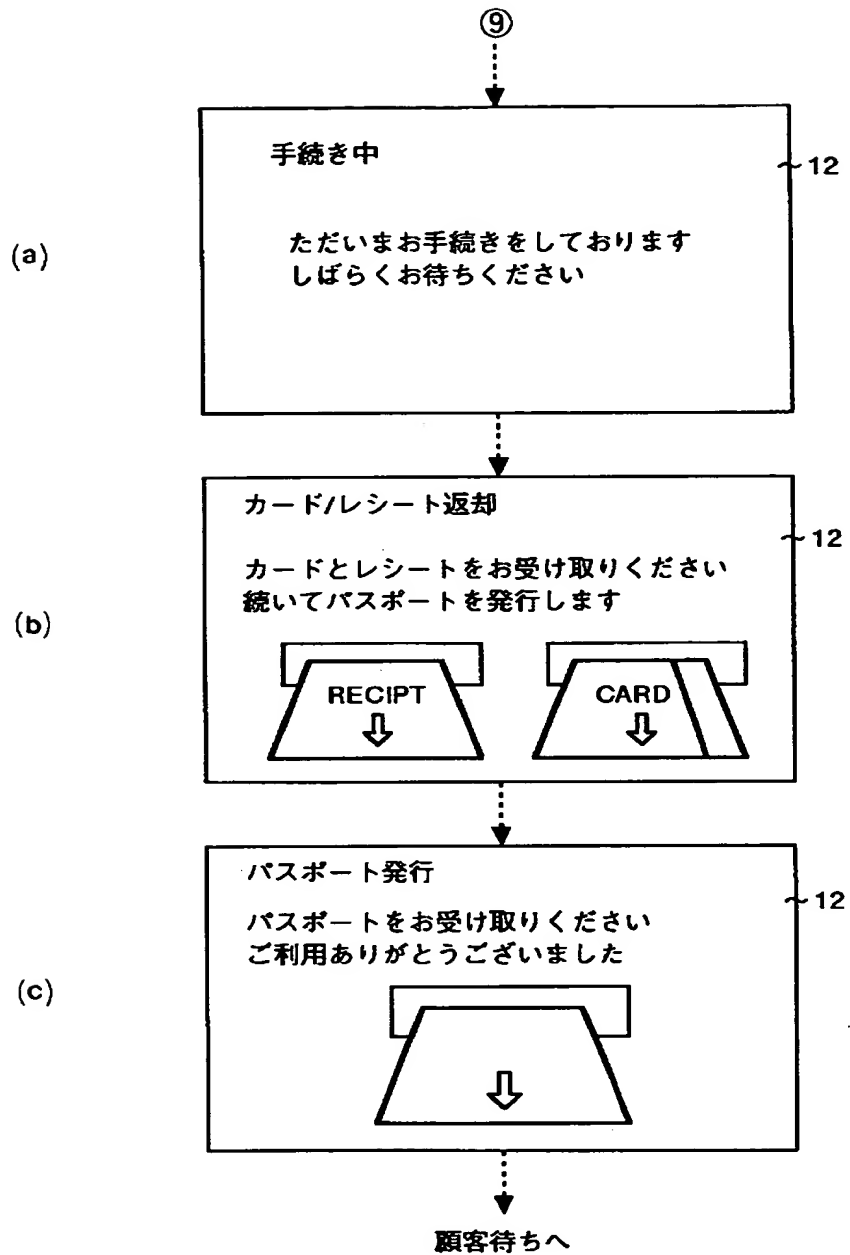 ⑨
手続き中
~12
(a)
ただいまお手続きをしております
しばらくお待ちください
カード/レシート返却
~12
カードとレシートをお受け取りください
続いてパスポートを発行します
(b)
RECIPT
CARD
パスポート発行
~12
パスポートをお受け取りください
ご利用ありがとうございました
(c)
顧客待ちへ